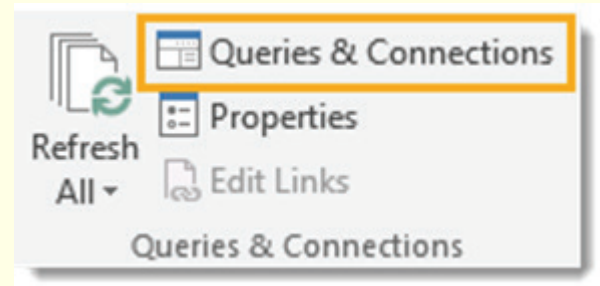 Queries & Connections
Properties
Refresh
All
Edit Links
Queries & Connections